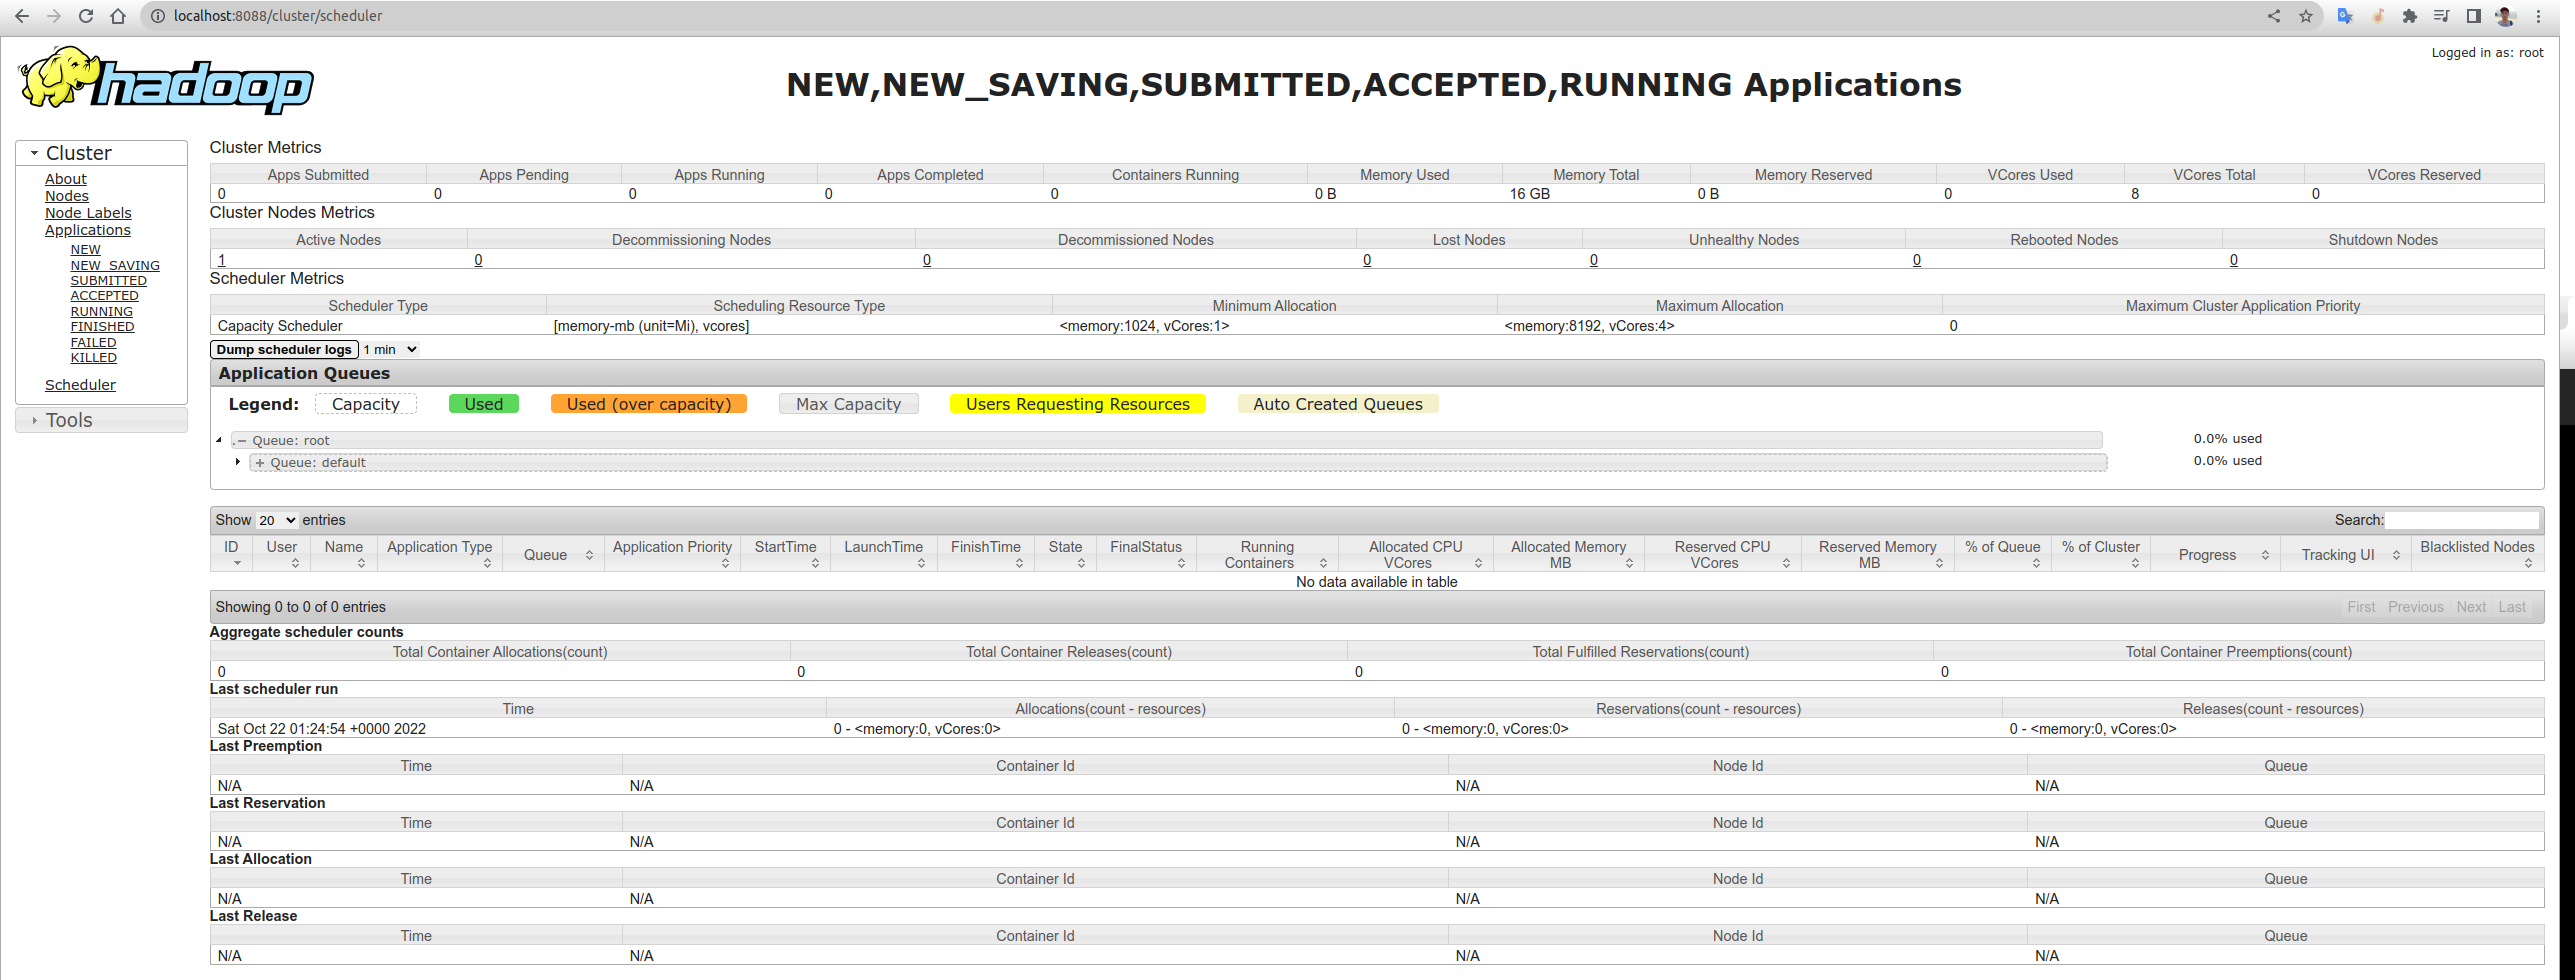 localhost:8088/cluster/scheduler
Logged in as: root
hadoop
NEW,NEW_SAVING,SUBMITTED,ACCEPTED,RUNNING Applications
Cluster
About
Nodes
Node Labels
Applications
NEW
NEW_SAVING
SUBMITTED
ACCEPTED
RUNNING
FINISHED
FAILED
KILLED
Scheduler
Tools
Cluster Metrics
Apps Submitted Apps Pending Apps Running Apps Completed Containers Running Memory Used Memory Total Memory Reserved VCores Used VCores Total VCores Reserved
0 0 0 0 0 0 B 16 GB 0 B 0 8 0
Cluster Nodes Metrics
Active Nodes Decommissioning Nodes Decommissioned Nodes Lost Nodes Unhealthy Nodes Rebooted Nodes Shutdown Nodes
1 0 0 0 0 0 0
Scheduler Metrics
Scheduler Type Scheduling Resource Type Minimum Allocation Maximum Allocation Maximum Cluster Application Priority
Capacity Scheduler [memory-mb (unit=Mi), vcores] <memory:1024, vCores:1> <memory:8192, vCores:4> 0
Dump scheduler logs 1 min
Application Queues
Legend: Capacity Used Used (over capacity) Max Capacity Users Requesting Resources Auto Created Queues
.– Queue: root 0.0% used
+ Queue: default 0.0% used
Show 20 entries Search:
ID User Name Application Type Queue Application Priority StartTime LaunchTime FinishTime State FinalStatus Running Containers Allocated CPU VCores Allocated Memory MB Reserved CPU VCores Reserved Memory MB % of Queue % of Cluster Progress Tracking UI Blacklisted Nodes
No data available in table
Showing 0 to 0 of 0 entries First Previous Next Last
Aggregate scheduler counts
Total Container Allocations(count) Total Container Releases(count) Total Fulfilled Reservations(count) Total Container Preemptions(count)
0 0 0 0
Last scheduler run
Time Allocations(count - resources) Reservations(count - resources) Releases(count - resources)
Sat Oct 22 01:24:54 +0000 2022 0 - <memory:0, vCores:0> 0 - <memory:0, vCores:0> 0 - <memory:0, vCores:0>
Last Preemption
Time Container Id Node Id Queue
N/A N/A N/A N/A
Last Reservation
Time Container Id Node Id Queue
N/A N/A N/A N/A
Last Allocation
Time Container Id Node Id Queue
N/A N/A N/A N/A
Last Release
Time Container Id Node Id Queue
N/A N/A N/A N/A